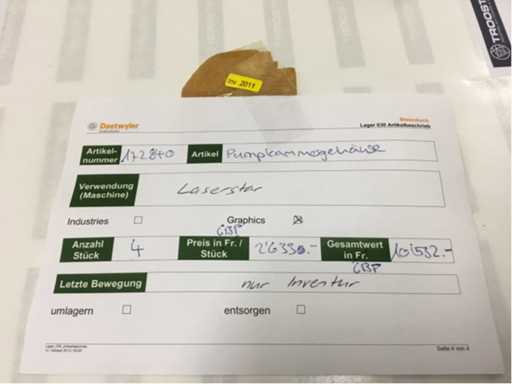 Inv. 2011
TROOST
Daetwyler
Lager 030 Artikelbeschrieb
Artikel-nummer 172840 Artikel Pumpkammergehäuse
Verwendung (Maschine) Laserstar
Industries ☐ Graphics ☒
GBP
Anzahl Stück 4 Preis in Fr. / Stück 2'633.- Gesamtwert in Fr. 10'532.-
GBP
Letzte Bewegung nur Inventur
umlagern ☐ entsorgen ☐
Seite 4 von 4